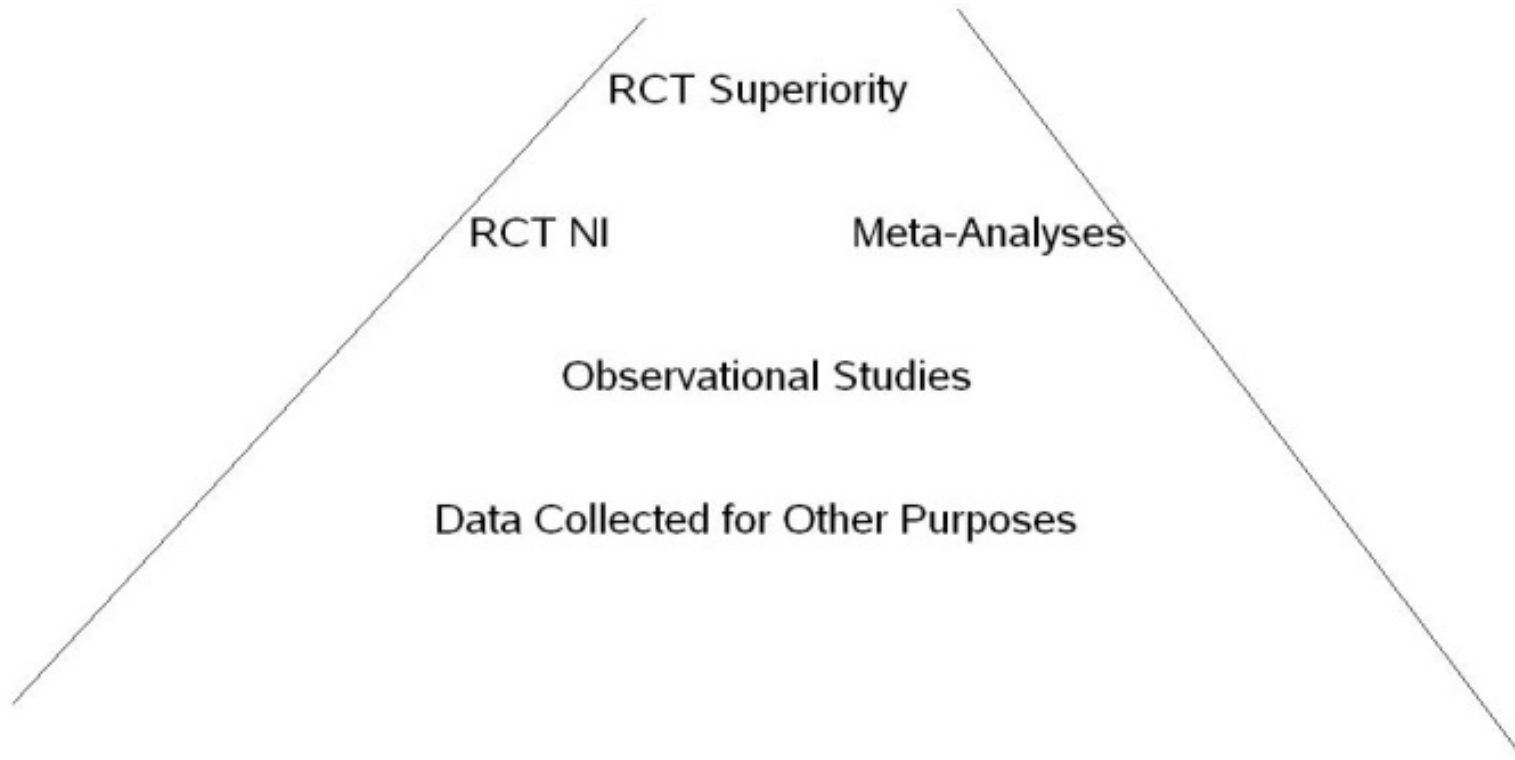 RCT Superiority
RCT NI Meta-Analyses
Observational Studies
Data Collected for Other Purposes